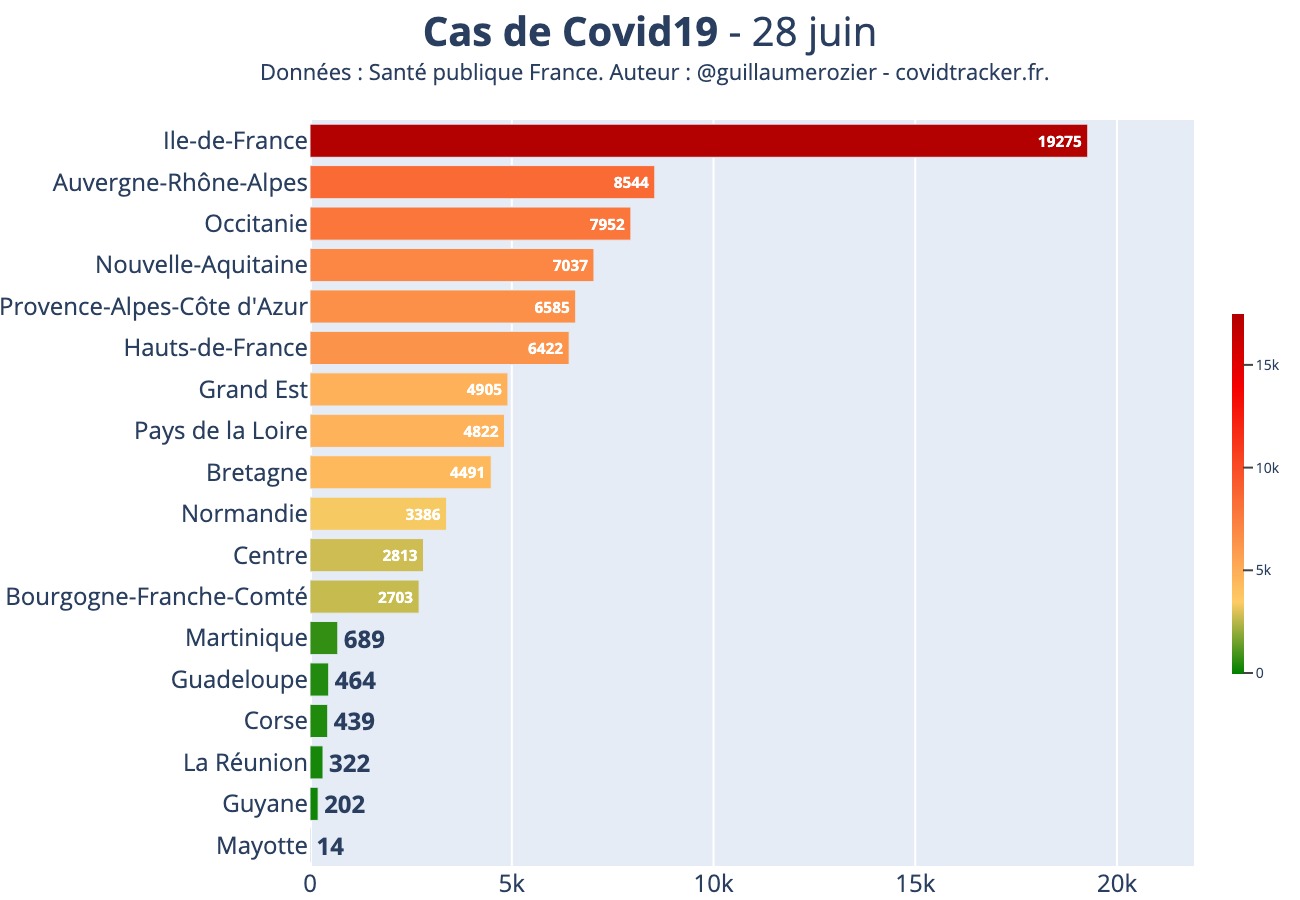 Cas de Covid19 - 28 juin
Données : Santé publique France. Auteur : @guillaumerozier - covidtracker.fr.
Ile-de-France 19275
Auvergne-Rhône-Alpes 8544
Occitanie 7952
Nouvelle-Aquitaine 7037
Provence-Alpes-Côte d'Azur 6585
Hauts-de-France 6422
Grand Est 4905
Pays de la Loire 4822
Bretagne 4491
Normandie 3386
Centre 2813
Bourgogne-Franche-Comté 2703
Martinique 689
Guadeloupe 464
Corse 439
La Réunion 322
Guyane 202
Mayotte 14
0 5k 10k 15k 20k
15k
10k
5k
0